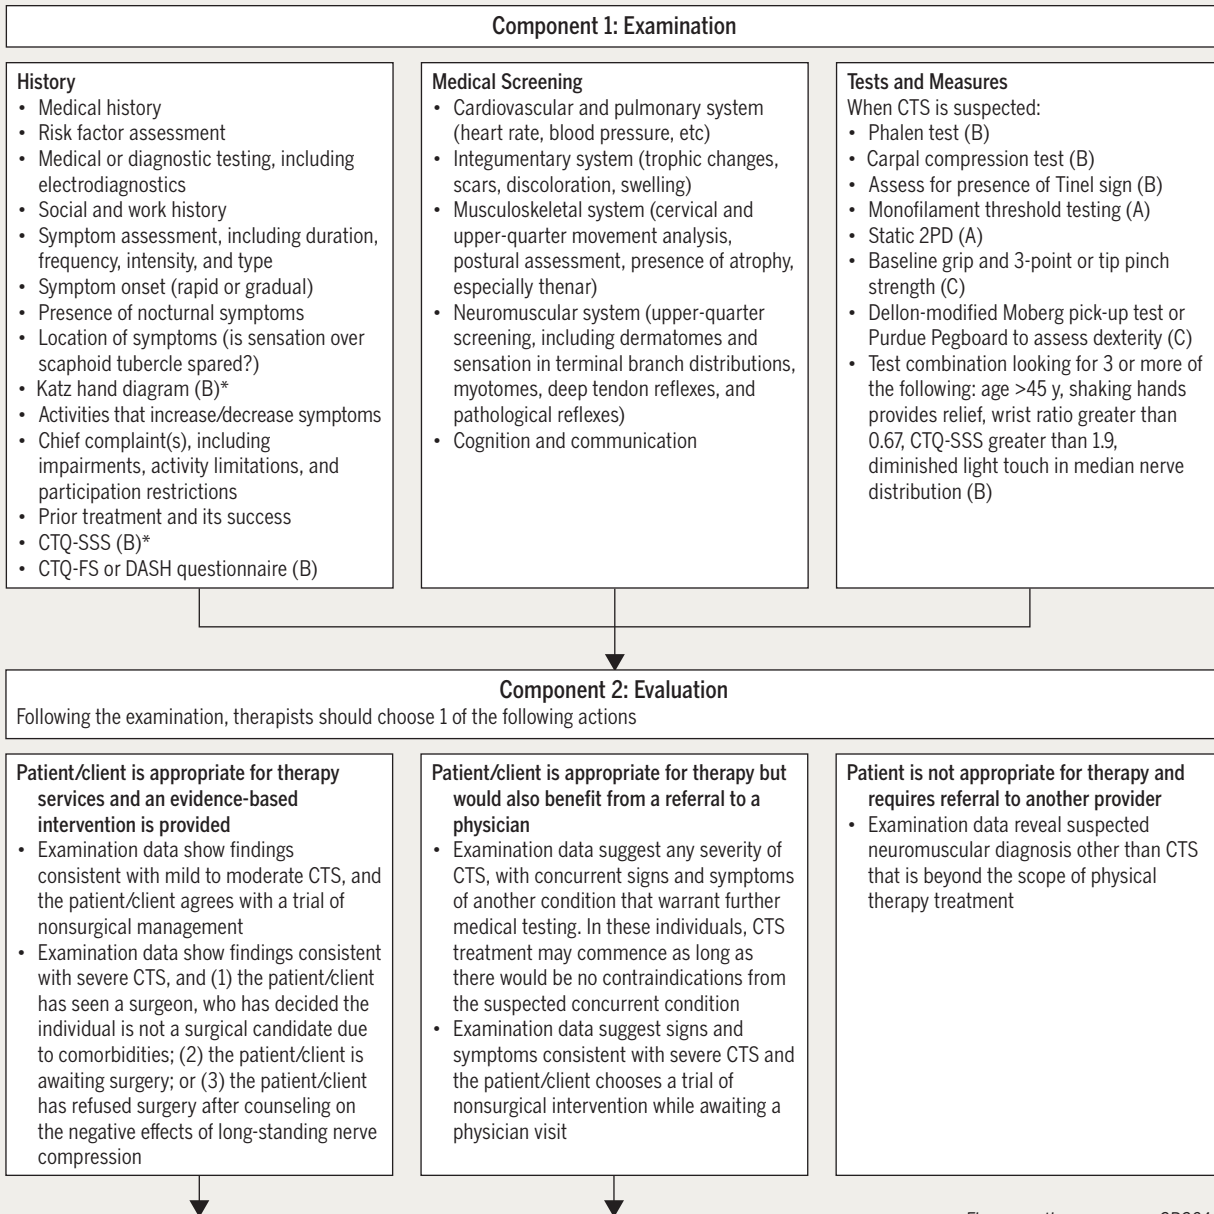 Component 1: Examination
History
• Medical history
• Risk factor assessment
• Medical or diagnostic testing, including
electrodiagnostics
• Social and work history
• Symptom assessment, including duration,
frequency, intensity, and type
• Symptom onset (rapid or gradual)
• Presence of nocturnal symptoms
• Location of symptoms (is sensation over
scaphoid tubercle spared?)
• Katz hand diagram (B)*
• Activities that increase/decrease symptoms
• Chief complaint(s), including
impairments, activity limitations, and
participation restrictions
• Prior treatment and its success
• CTQ-SSS (B)*
• CTQ-FS or DASH questionnaire (B)
Medical Screening
• Cardiovascular and pulmonary system
(heart rate, blood pressure, etc)
• Integumentary system (trophic changes,
scars, discoloration, swelling)
• Musculoskeletal system (cervical and
upper-quarter movement analysis,
postural assessment, presence of atrophy,
especially thenar)
• Neuromuscular system (upper-quarter
screening, including dermatomes and
sensation in terminal branch distributions,
myotomes, deep tendon reflexes, and
pathological reflexes)
• Cognition and communication
Tests and Measures
When CTS is suspected:
• Phalen test (B)
• Carpal compression test (B)
• Assess for presence of Tinel sign (B)
• Monofilament threshold testing (A)
• Static 2PD (A)
• Baseline grip and 3-point or tip pinch
strength (C)
• Dellon-modified Moberg pick-up test or
Purdue Pegboard to assess dexterity (C)
• Test combination looking for 3 or more of
the following: age >45 y, shaking hands
provides relief, wrist ratio greater than
0.67, CTQ-SSS greater than 1.9,
diminished light touch in median nerve
distribution (B)
Component 2: Evaluation
Following the examination, therapists should choose 1 of the following actions
Patient/client is appropriate for therapy
services and an evidence-based
intervention is provided
• Examination data show findings
consistent with mild to moderate CTS, and
the patient/client agrees with a trial of
nonsurgical management
• Examination data show findings consistent
with severe CTS, and (1) the patient/client
has seen a surgeon, who has decided the
individual is not a surgical candidate due
to comorbidities; (2) the patient/client is
awaiting surgery; or (3) the patient/client
has refused surgery after counseling on
the negative effects of long-standing nerve
compression
Patient/client is appropriate for therapy but
would also benefit from a referral to a
physician
• Examination data suggest any severity of
CTS, with concurrent signs and symptoms
of another condition that warrant further
medical testing. In these individuals, CTS
treatment may commence as long as
there would be no contraindications from
the suspected concurrent condition
• Examination data suggest signs and
symptoms consistent with severe CTS and
the patient/client chooses a trial of
nonsurgical intervention while awaiting a
physician visit
Patient is not appropriate for therapy and
requires referral to another provider
• Examination data reveal suspected
neuromuscular diagnosis other than CTS
that is beyond the scope of physical
therapy treatment